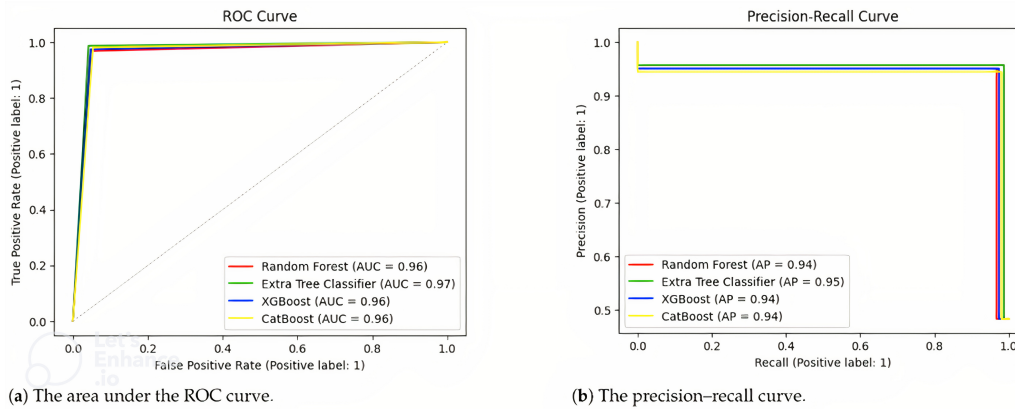 ROC Curve
True Positive Rate (Positive label: 1)
1.0
0.8
0.6
0.4
0.2
0.0
Random Forest (AUC = 0.96)
Extra Tree Classifier (AUC = 0.97)
XGBoost (AUC = 0.96)
CatBoost (AUC = 0.96)
0.0 0.2 0.4 0.6 0.8 1.0
False Positive Rate (Positive label: 1)
Let's
Enhance
.io
(a) The area under the ROC curve.
Precision-Recall Curve
Precision (Positive label: 1)
1.0
0.9
0.8
0.7
0.6
0.5
Random Forest (AP = 0.94)
Extra Tree Classifier (AP = 0.95)
XGBoost (AP = 0.94)
CatBoost (AP = 0.94)
0.0 0.2 0.4 0.6 0.8 1.0
Recall (Positive label: 1)
(b) The precision–recall curve.